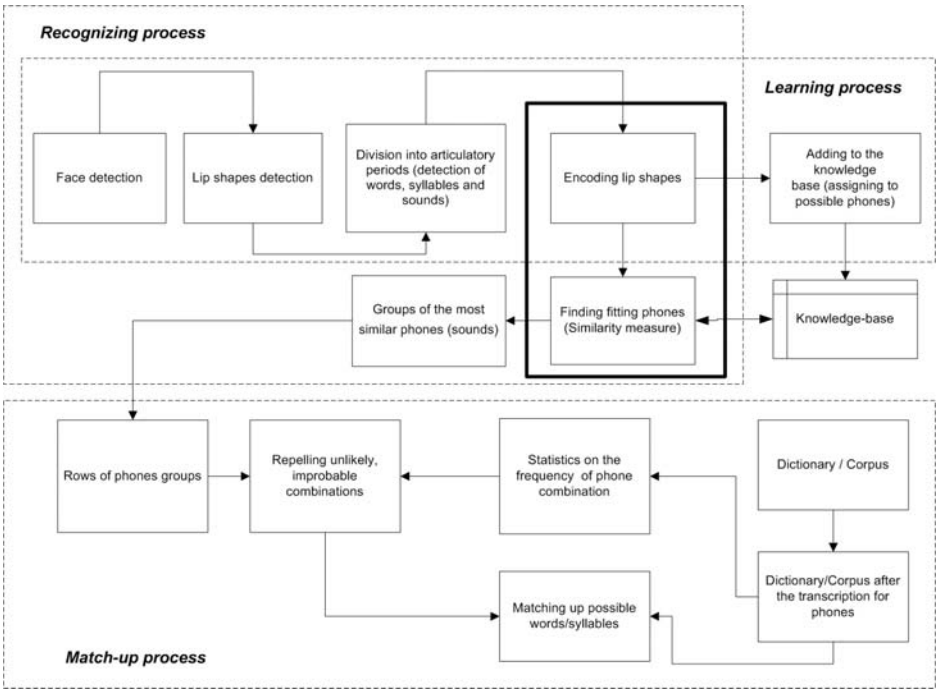 Recognizing process
Learning process
Face detection
Lip shapes detection
Division into articulatory
periods (detection of
words, syllables and
sounds)
Encoding lip shapes
Adding to the
knowledge
base (assigning to
possible phones)
Groups of the most
similar phones (sounds)
Finding fitting phones
(Similarity measure)
Knowledge-base
Rows of phones groups
Repelling unlikely,
improbable
combinations
Statistics on the
frequency of phone
combination
Dictionary / Corpus
Matching up possible
words/syllables
Dictionary/Corpus after
the transcription for
phones
Match-up process